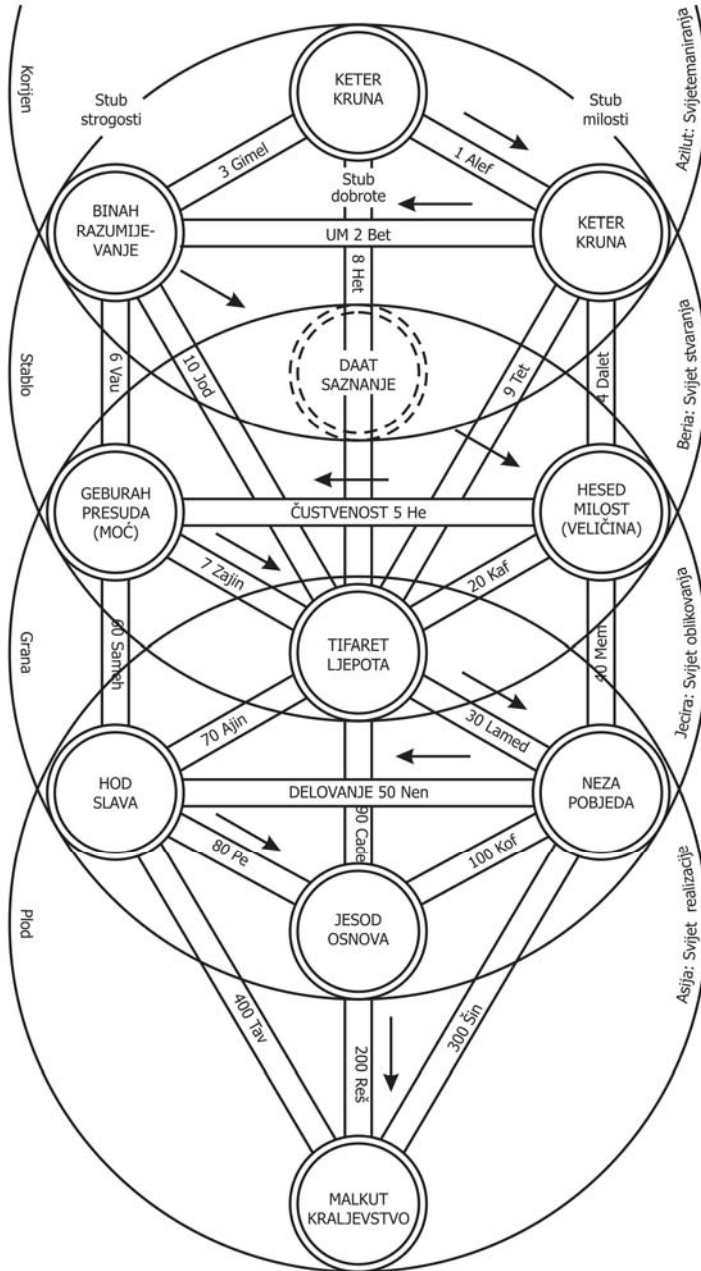 Korijen
Stub
strogosti
KETER
KRUNA
Stub
milosti
Azilut: Svijetemaniranja
3 Gimel
1 Alef
Stub
dobrote
BINAH
RAZUMIJE-
VANJE
UM 2 Bet
KETER
KRUNA
8 Het
Stablo
6 Vau
10 Jod
DAAT
SAZNANJE
9 Tet
4 Dalet
Beria: Svijet stvaranja
GEBURAH
PRESUDA
(MOĆ)
ČUSTVENOST 5 He
HESED
MILOST
(VELIČINA)
7 Zajin
20 Kaf
Grana
60 Sameh
TIFARET
LJEPOTA
40 Mem
Jecira: Svijet oblikovanja
70 Ajin
30 Lamed
HOD
SLAVA
DELOVANJE 50 Nen
NEZA
POBJEDA
90 Cade
80 Pe
100 Kof
Plod
JESOD
OSNOVA
Asija: Svijet realizacije
400 Tav
200 Reš
300 Šin
MALKUT
KRALJEVSTVO